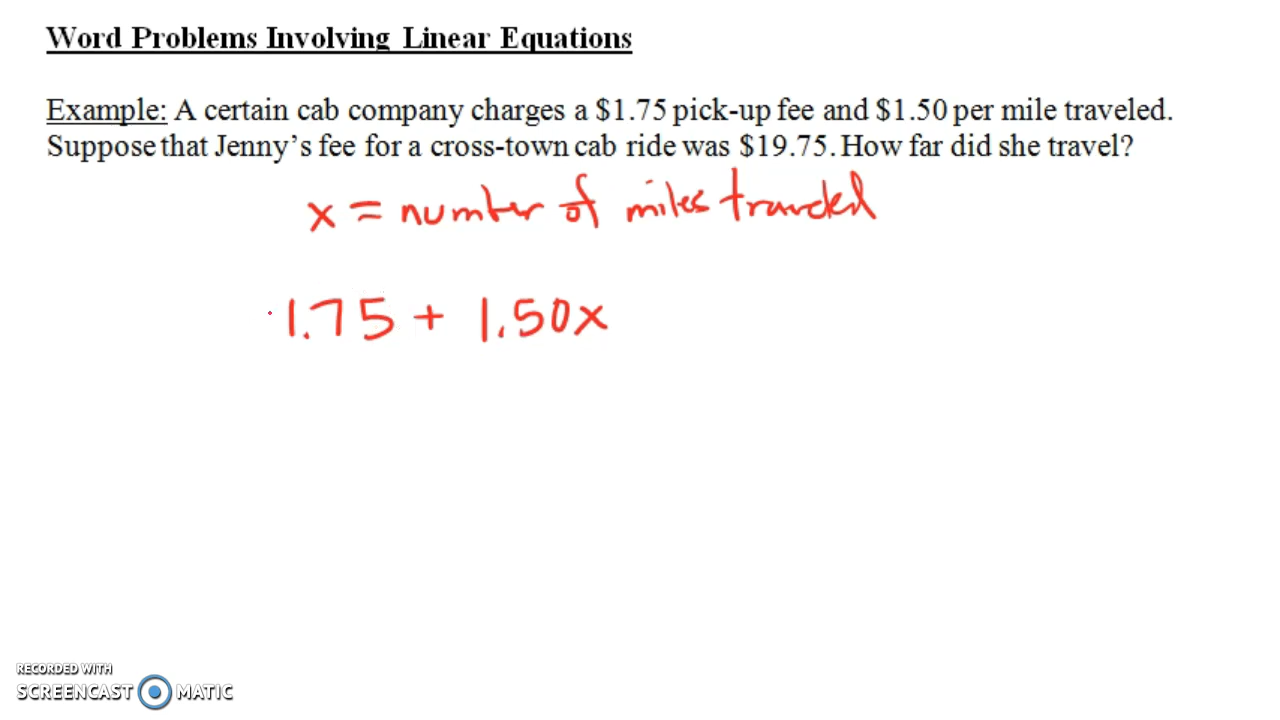 Word Problems Involving Linear Equations
Example: A certain cab company charges a $1.75 pick-up fee and $1.50 per mile traveled.
Suppose that Jenny's fee for a cross-town cab ride was $19.75. How far did she travel?
x = number of miles traveled
1.75 + 1.50x
RECORDED WITH
SCREENCAST MATIC